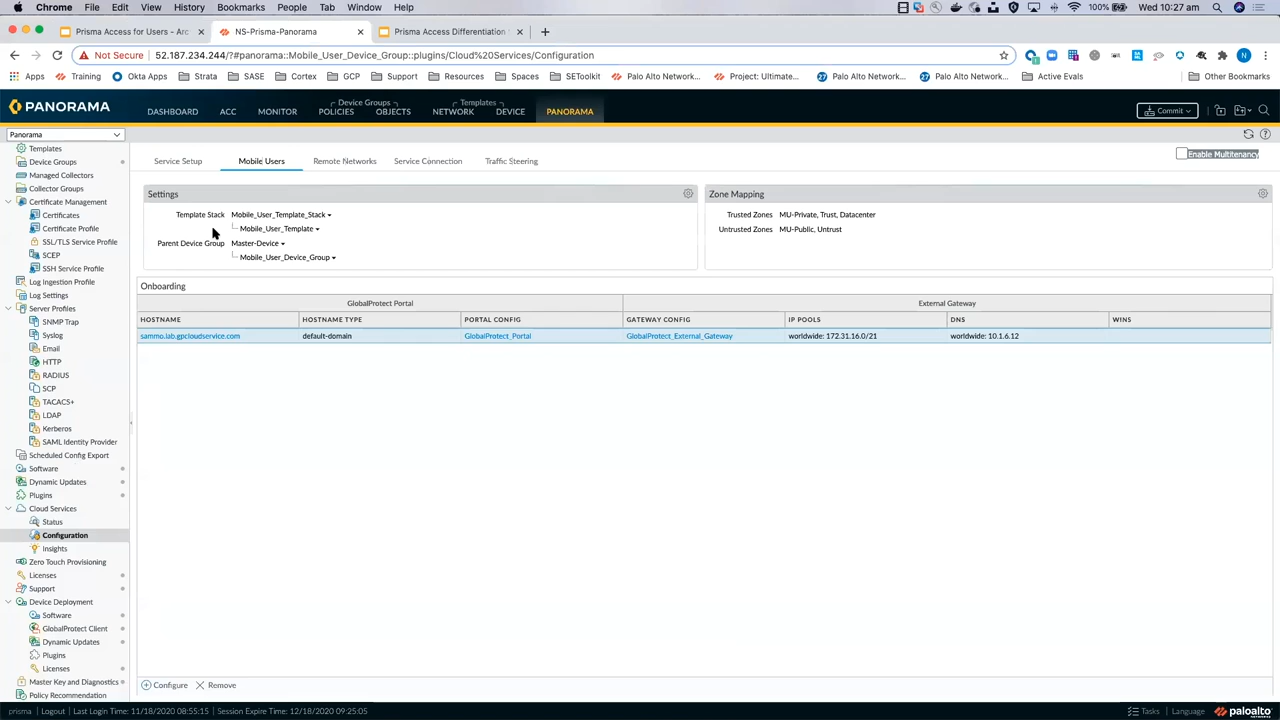 Chrome File Edit View History Bookmarks People Tab Window Help 100% Wed 10:27 am
Prisma Access for Users – Arc × NS-Prisma-Panorama × Prisma Access Differentiation × +
Not Secure 52.187.234.244/?#panorama::Mobile_User_Device_Group::plugins/Cloud%20Services/Configuration
Apps Training Okta Apps Strata SASE Cortex GCP Support Resources Spaces SEToolkit Palo Alto Network... Project: Ultimate... Palo Alto Network... Palo Alto Network... Active Evals Other Bookmarks
PANORAMA
DASHBOARD ACC MONITOR
Device Groups
POLICIES OBJECTS
Templates
NETWORK DEVICE
PANORAMA
Commit
Panorama
Templates
Device Groups
Managed Collectors
Collector Groups
Certificate Management
Certificates
Certificate Profile
SSL/TLS Service Profile
SCEP
SSH Service Profile
Log Ingestion Profile
Log Settings
Server Profiles
SNMP Trap
Syslog
Email
HTTP
RADIUS
SCP
TACACS+
LDAP
Kerberos
SAML Identity Provider
Scheduled Config Export
Software
Dynamic Updates
Plugins
Cloud Services
Status
Configuration
Insights
Zero Touch Provisioning
Licenses
Support
Device Deployment
Software
GlobalProtect Client
Dynamic Updates
Plugins
Licenses
Master Key and Diagnostics
Policy Recommendation
Service Setup Mobile Users Remote Networks Service Connection Traffic Steering
Enable Multitenancy
Settings
Template Stack Mobile_User_Template_Stack
Mobile_User_Template
Parent Device Group Master-Device
Mobile_User_Device_Group
Zone Mapping
Trusted Zones MU-Private, Trust, Datacenter
Untrusted Zones MU-Public, Untrust
Onboarding
GlobalProtect Portal External Gateway
HOSTNAME HOSTNAME TYPE PORTAL CONFIG GATEWAY CONFIG IP POOLS DNS WINS
sammo.lab.gpcloudservice.com default-domain GlobalProtect_Portal GlobalProtect_External_Gateway worldwide: 172.31.16.0/21 worldwide: 10.1.6.12
Configure Remove
prisma Logout Last Login Time: 11/18/2020 08:55:15 Session Expire Time: 12/18/2020 09:25:05 Tasks Language paloalto